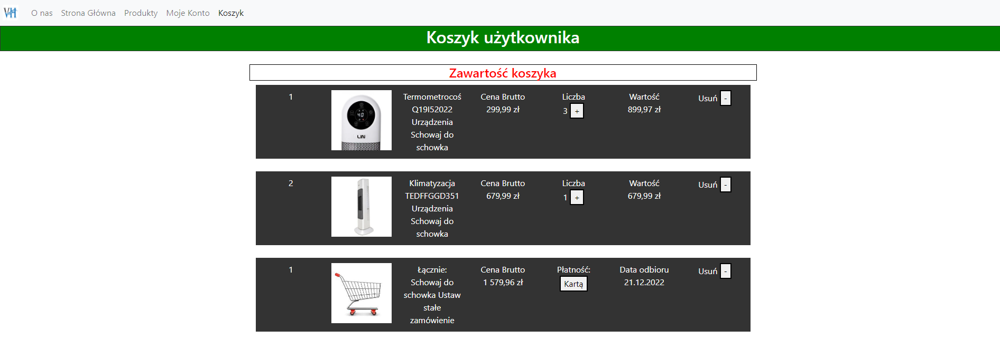 VH O nas Strona Główna Produkty Moje Konto Koszyk
Koszyk użytkownika
Zawartość koszyka
1
40
LIN
Termometrocoś
Q19I52022
Urządzenia
Schowaj do
schowka
Cena Brutto
299,99 zł
Liczba
3 +
Wartość
899,97 zł
Usuń -
2
Klimatyzacja
TEDFFGGD351
Urządzenia
Schowaj do
schowka
Cena Brutto
679,99 zł
Liczba
1 +
Wartość
679,99 zł
Usuń -
1
Łącznie:
Schowaj do
schowka Ustaw
stałe
zamówienie
Cena Brutto
1 579,96 zł
Płatność:
Kartą
Data odbioru
21.12.2022
Usuń -